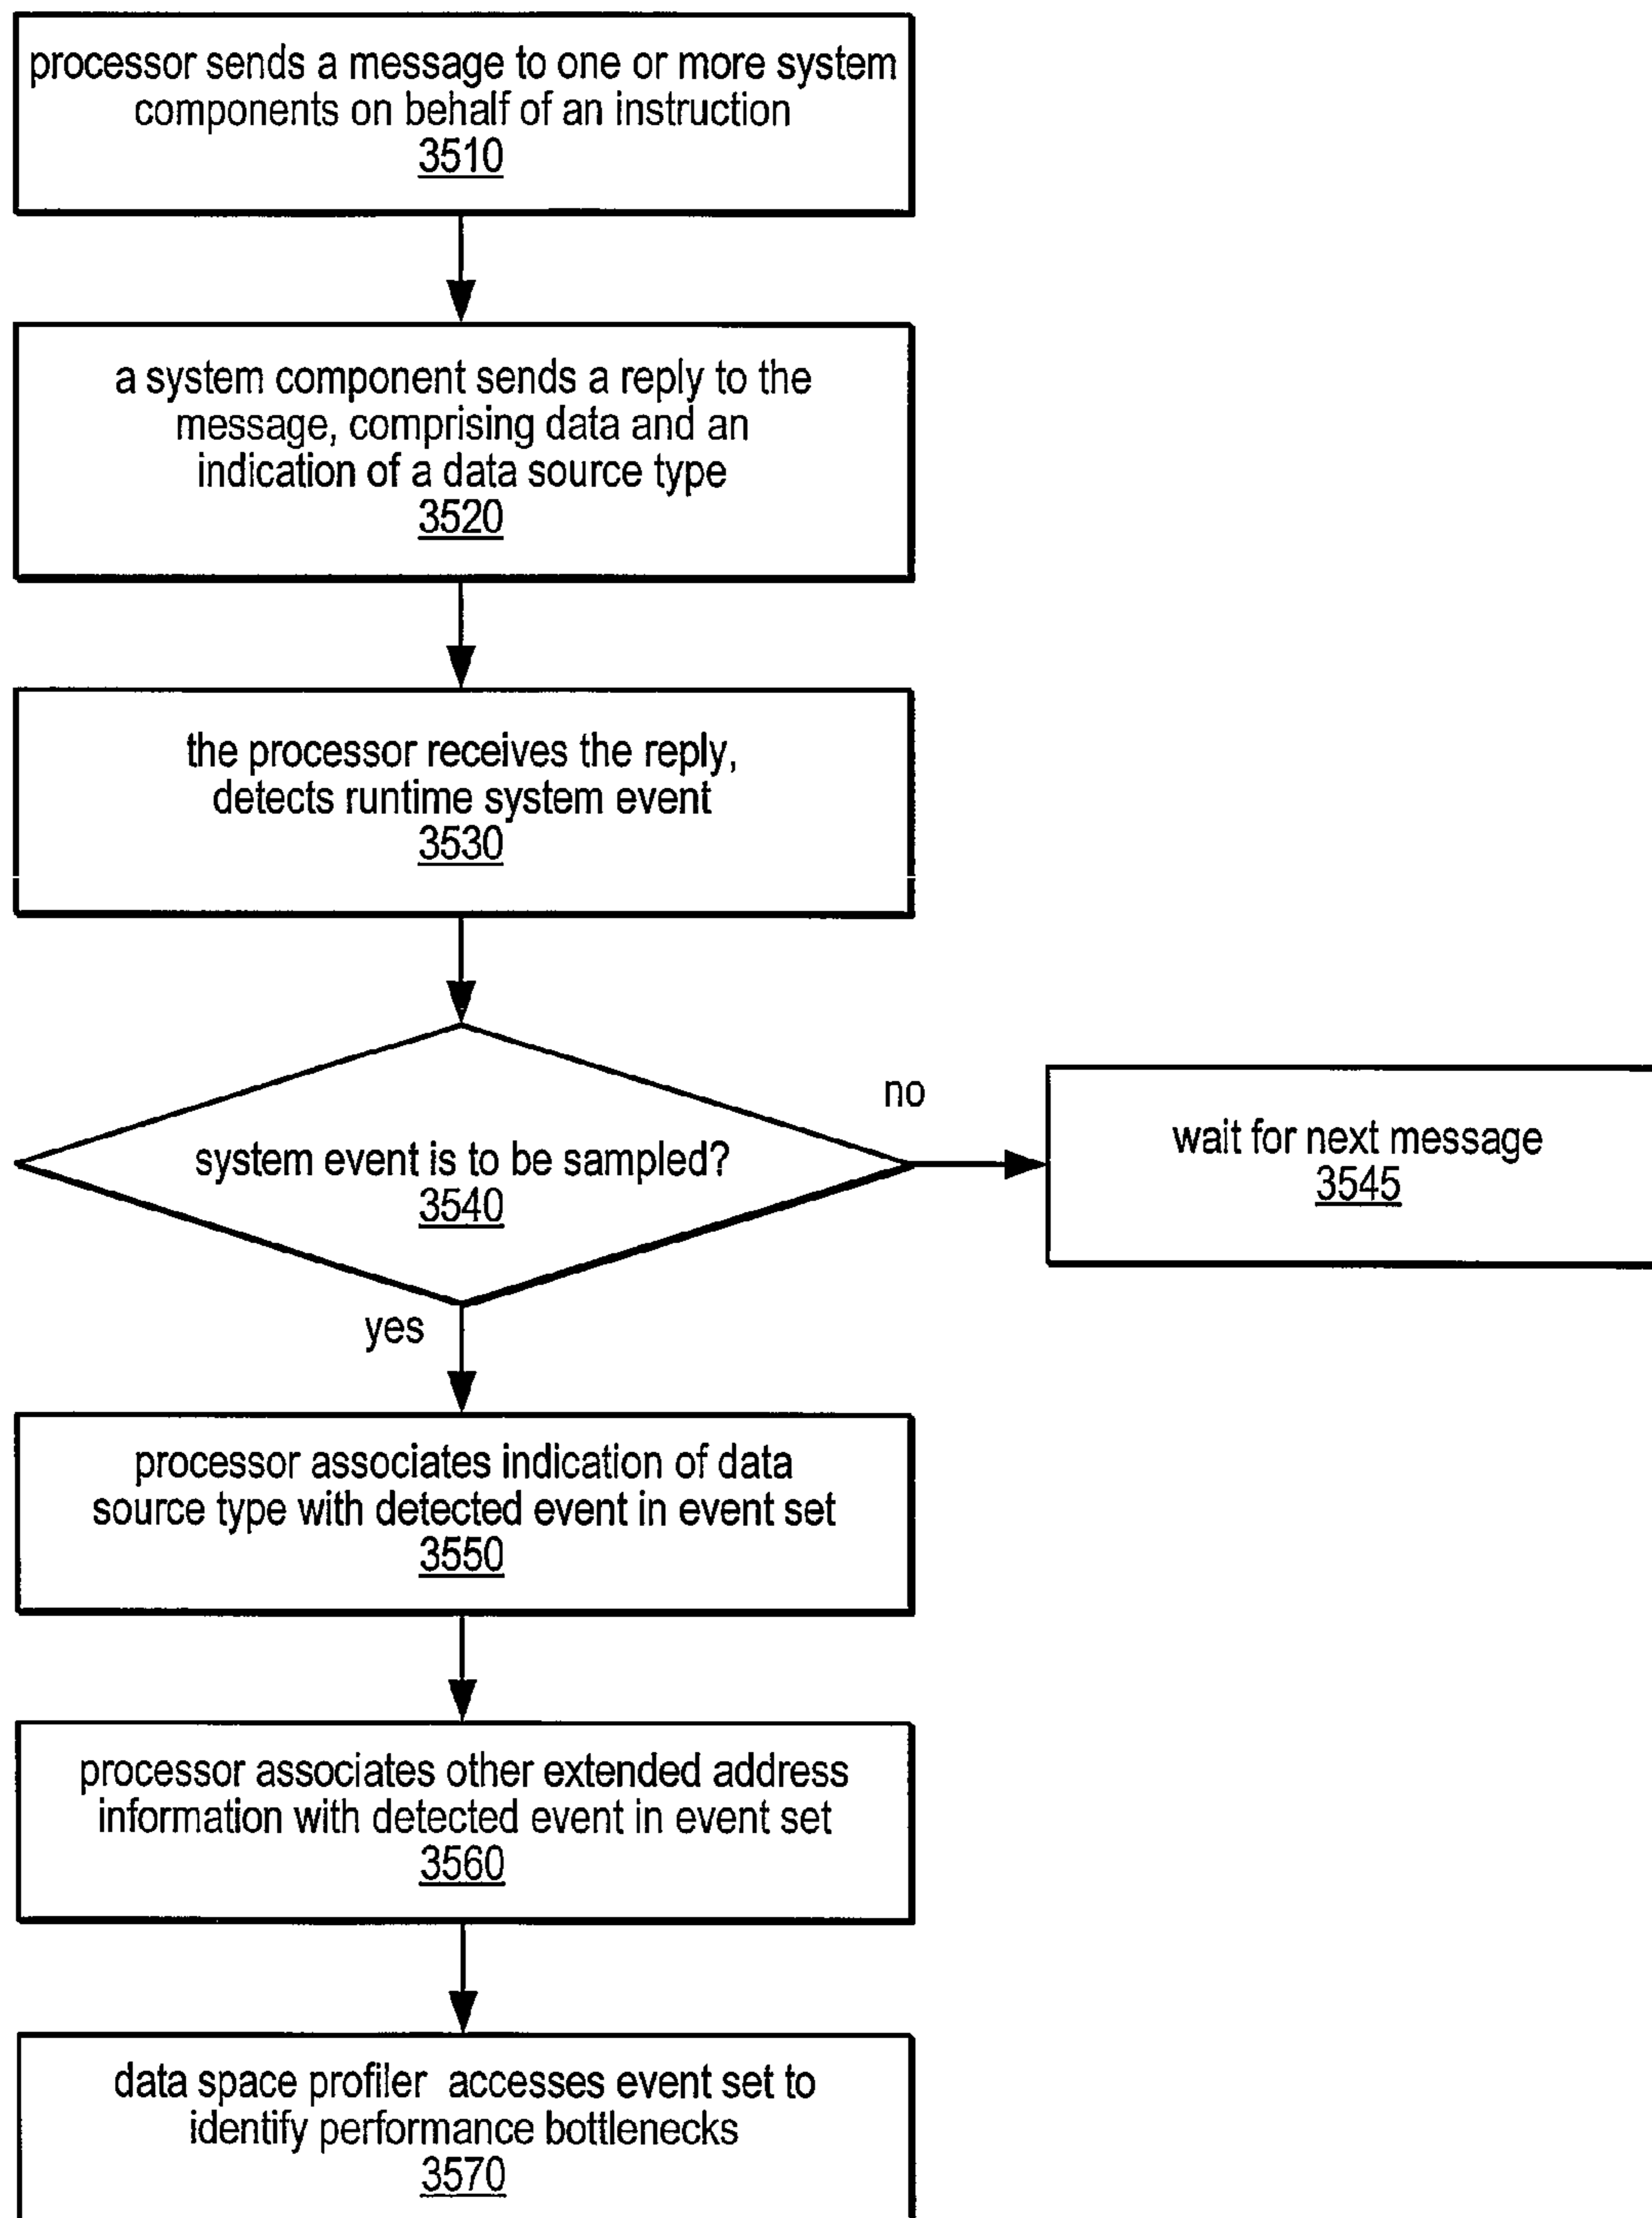 processor sends a message to one or more system
components on behalf of an instruction
3510
a system component sends a reply to the
message, comprising data and an
indication of a data source type
3520
the processor receives the reply,
detects runtime system event
3530
system event is to be sampled?
3540
no
wait for next message
3545
yes
processor associates indication of data
source type with detected event in event set
3550
processor associates other extended address
information with detected event in event set
3560
data space profiler accesses event set to
identify performance bottlenecks
3570